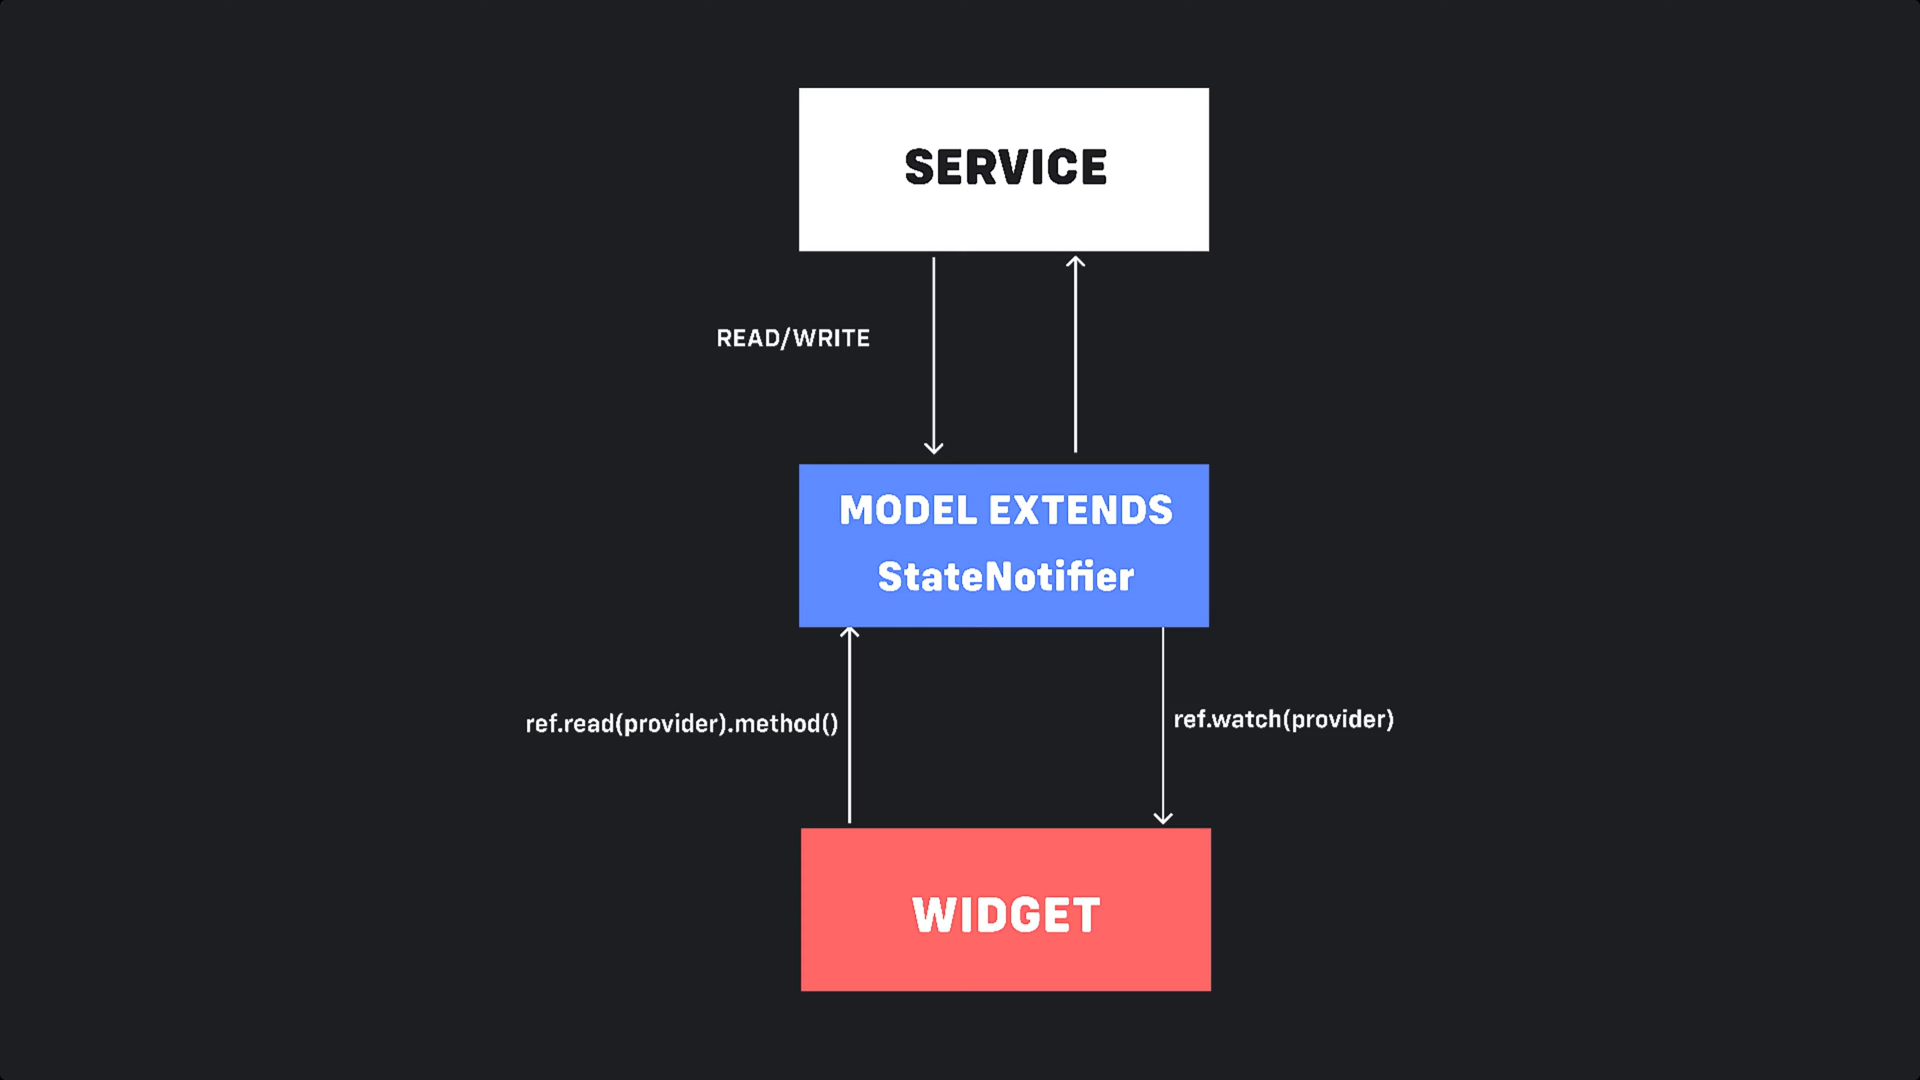 SERVICE
READ/WRITE
MODEL EXTENDS
StateNotifier
ref.read(provider).method()
ref.watch(provider)
WIDGET